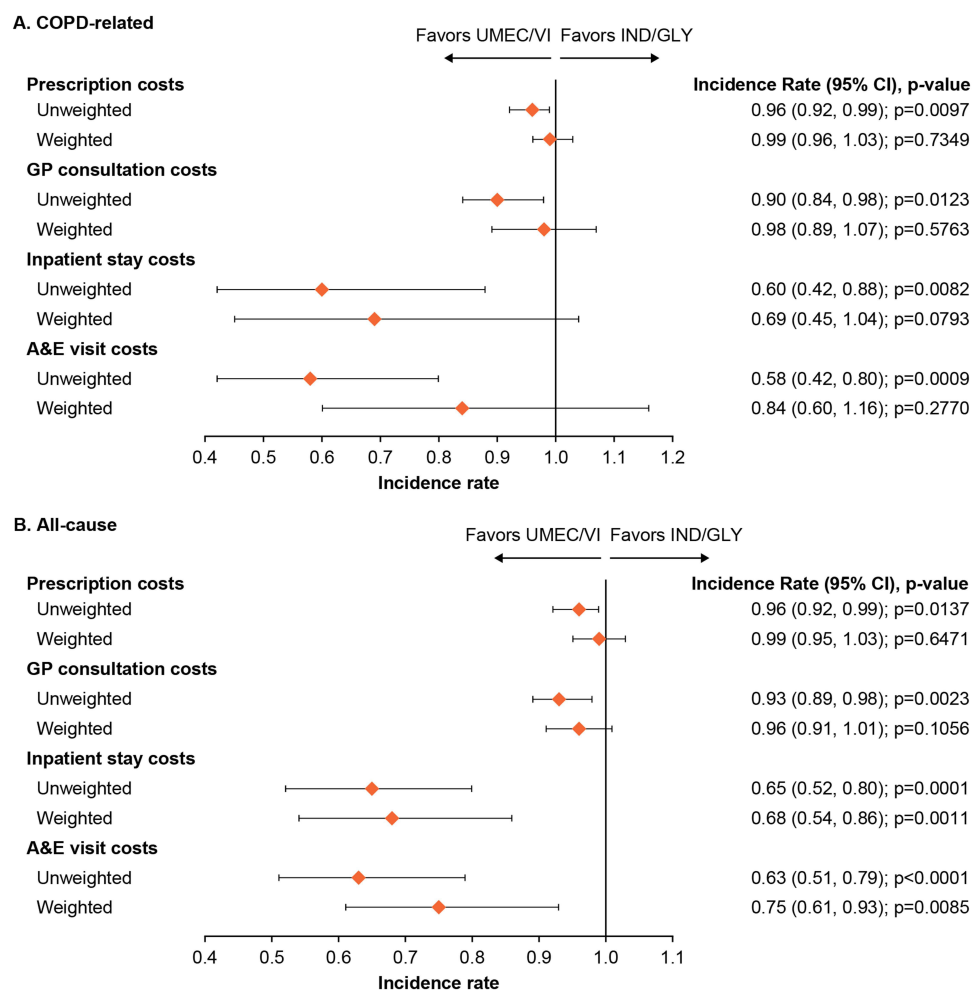 A. COPD-related
Favors UMEC/VI Favors IND/GLY
Prescription costs Incidence Rate (95% CI), p-value
Unweighted 0.96 (0.92, 0.99); p=0.0097
Weighted 0.99 (0.96, 1.03); p=0.7349
GP consultation costs
Unweighted 0.90 (0.84, 0.98); p=0.0123
Weighted 0.98 (0.89, 1.07); p=0.5763
Inpatient stay costs
Unweighted 0.60 (0.42, 0.88); p=0.0082
Weighted 0.69 (0.45, 1.04); p=0.0793
A&E visit costs
Unweighted 0.58 (0.42, 0.80); p=0.0009
Weighted 0.84 (0.60, 1.16); p=0.2770
0.4 0.5 0.6 0.7 0.8 0.9 1.0 1.1 1.2
Incidence rate
B. All-cause
Favors UMEC/VI Favors IND/GLY
Prescription costs Incidence Rate (95% CI), p-value
Unweighted 0.96 (0.92, 0.99); p=0.0137
Weighted 0.99 (0.95, 1.03); p=0.6471
GP consultation costs
Unweighted 0.93 (0.89, 0.98); p=0.0023
Weighted 0.96 (0.91, 1.01); p=0.1056
Inpatient stay costs
Unweighted 0.65 (0.52, 0.80); p=0.0001
Weighted 0.68 (0.54, 0.86); p=0.0011
A&E visit costs
Unweighted 0.63 (0.51, 0.79); p<0.0001
Weighted 0.75 (0.61, 0.93); p=0.0085
0.4 0.5 0.6 0.7 0.8 0.9 1.0 1.1
Incidence rate